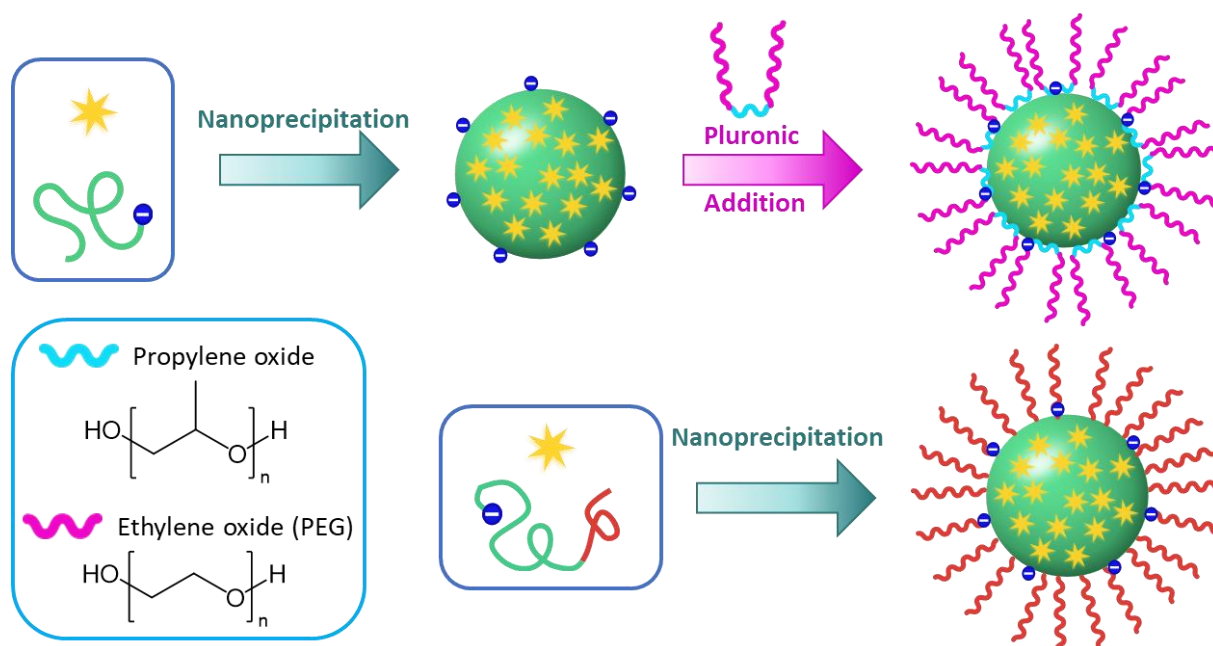 Nanoprecipitation
Pluronic
Addition
Propylene oxide
HO
O
H
n
Ethylene oxide (PEG)
HO
O
H
n
Nanoprecipitation